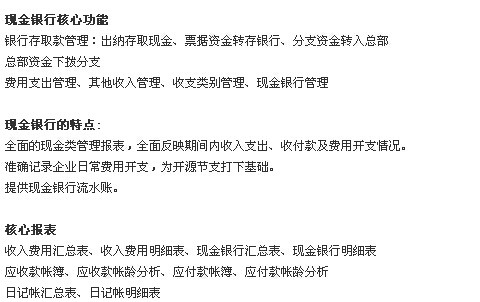 现金银行核心功能
银行存取款管理：出纳存取现金、票据资金转存银行、分支资金转入总部
总部资金下拨分支
费用支出管理、其他收入管理、收支类别管理、现金银行管理
现金银行的特点:
全面的现金类管理报表，全面反映期间内收入支出、收付款及费用开支情况。
准确记录企业日常费用开支，为开源节支打下基础。
提供现金银行流水账。
核心报表
收入费用汇总表、收入费用明细表、现金银行汇总表、现金银行明细表
应收款帐簿、应收款帐龄分析、应付款帐簿、应付款帐龄分析
日记帐汇总表、日记帐明细表